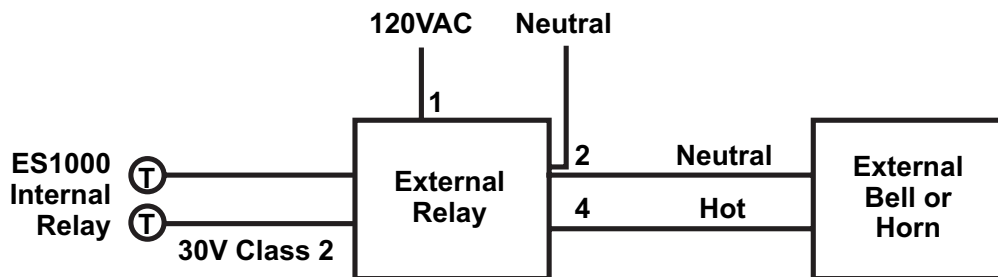 120VAC
Neutral
1
ES1000
Internal
Relay
T
T
30V Class 2
External
Relay
2
Neutral
4
Hot
External
Bell or
Horn